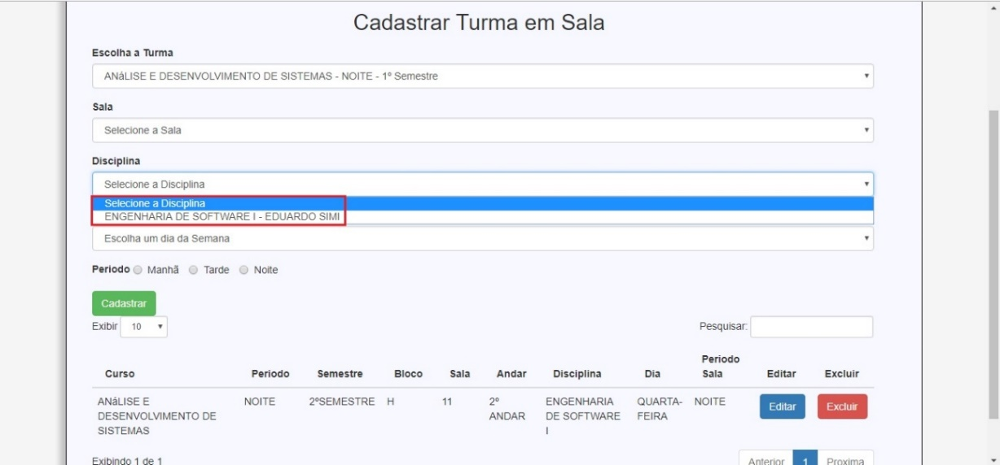 Cadastrar Turma em Sala
Escolha a Turma
ANáLISE E DESENVOLVIMENTO DE SISTEMAS - NOITE - 1º Semestre
Sala
Selecione a Sala
Disciplina
Selecione a Disciplina
Selecione a Disciplina
ENGENHARIA DE SOFTWARE I - EDUARDO SIMI
Escolha um dia da Semana
Periodo Manhã Tarde Noite
Cadastrar
Exibir 10 Pesquisar:
Curso Periodo Semestre Bloco Sala Andar Disciplina Dia Periodo Sala Editar Excluir
ANáLISE E DESENVOLVIMENTO DE SISTEMAS NOITE 2ºSEMESTRE H 11 2º ANDAR ENGENHARIA DE SOFTWARE I QUARTA-FEIRA NOITE Editar Excluir
Exibindo 1 de 1 Anterior 1 Proxima